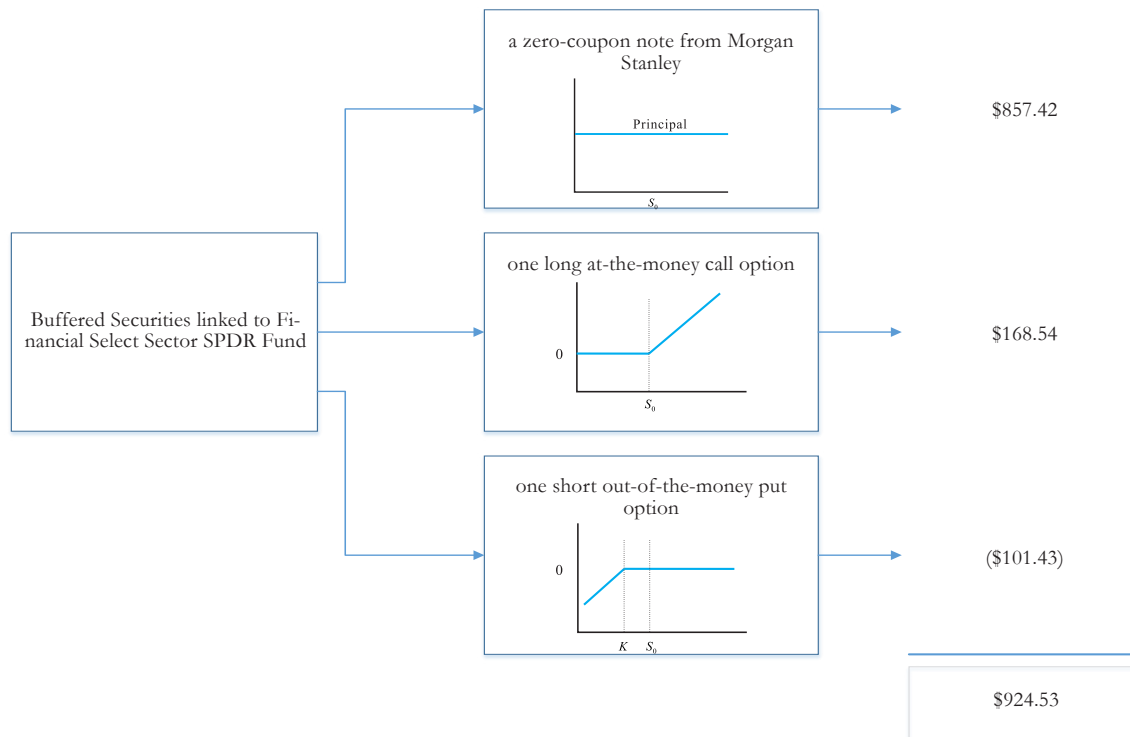 a zero-coupon note from Morgan
Stanley
Principal
S₀
$857.42
Buffered Securities linked to Fi-
nancial Select Sector SPDR Fund
one long at-the-money call option
0
S₀
$168.54
one short out-of-the-money put
option
0
K S₀
($101.43)
$924.53